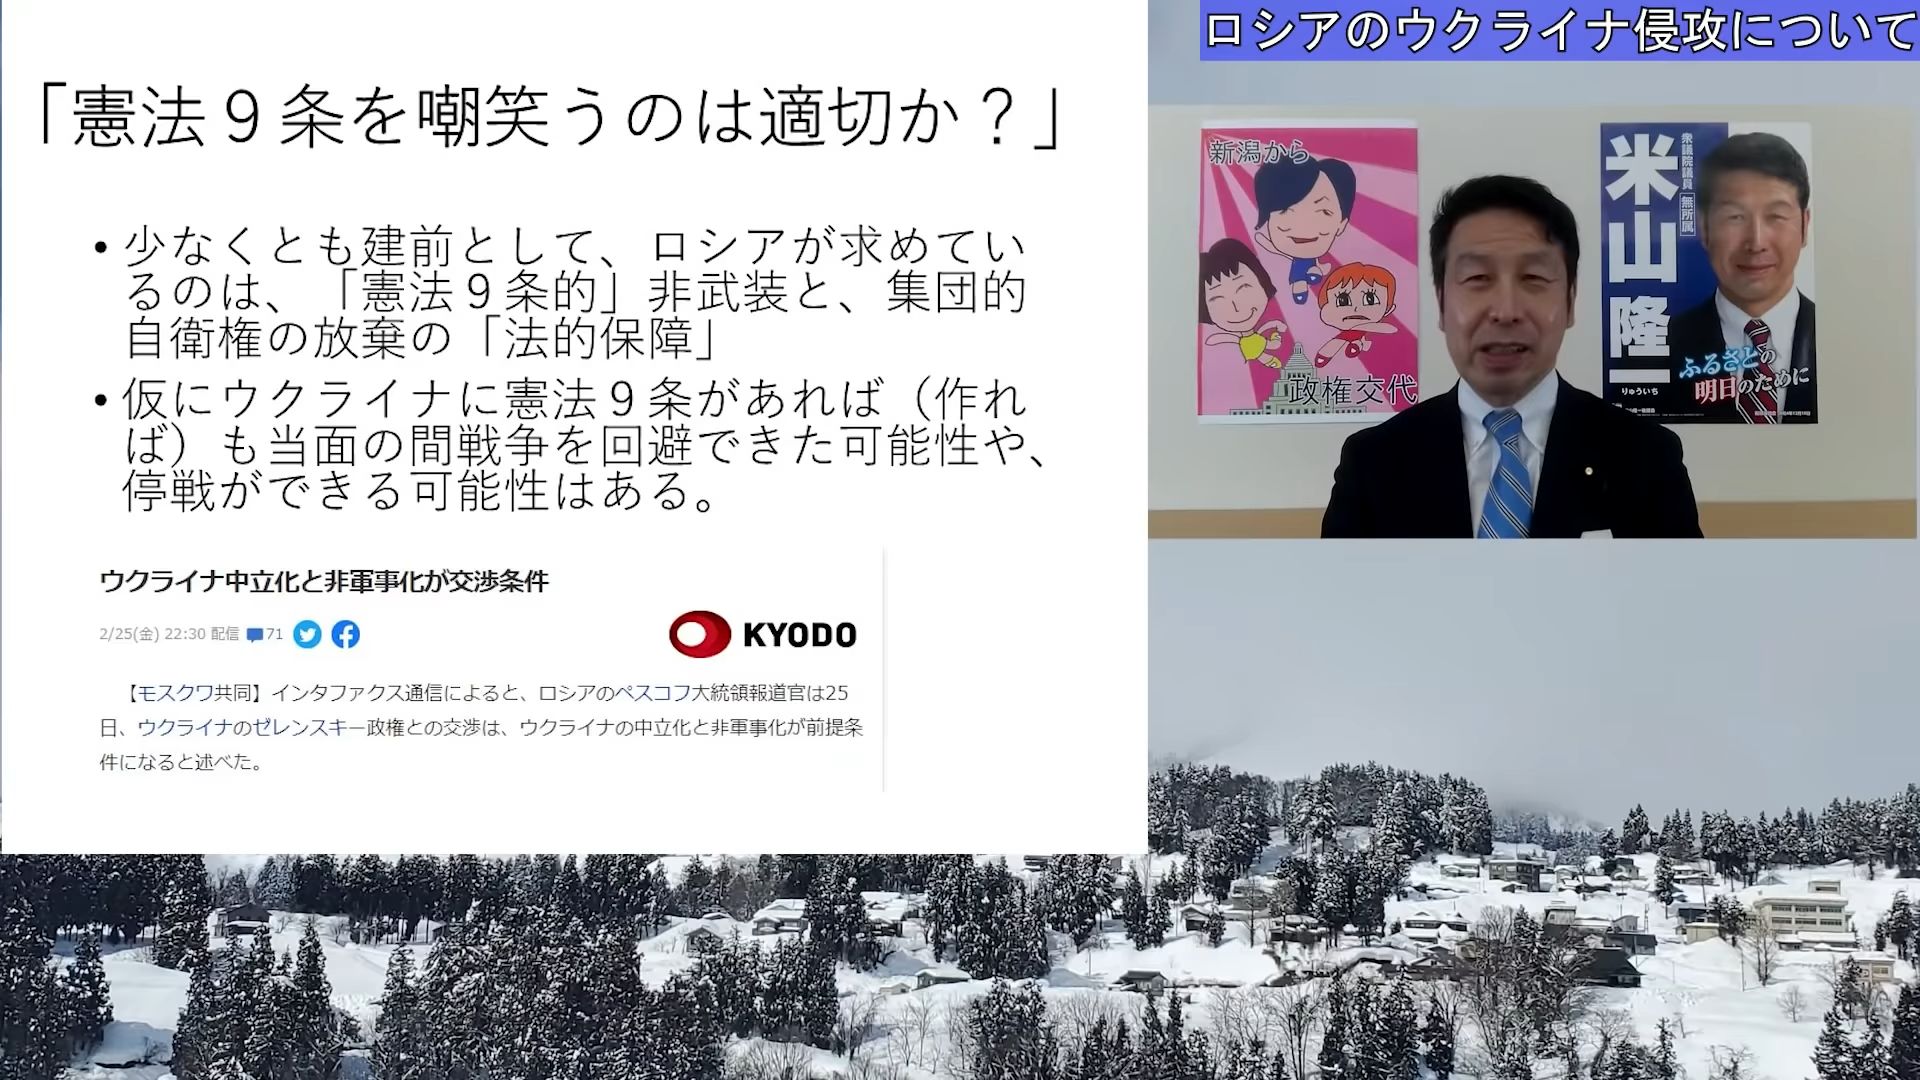 ロシアのウクライナ侵攻について
「憲法９条を嘲笑うのは適切か？」
• 少なくとも建前として、ロシアが求めてい
るのは、「憲法９条的」非武装と、集団的
自衛権の放棄の「法的保障」
• 仮にウクライナに憲法９条があれば（作れ
ば）も当面の間戦争を回避できた可能性や、
停戦ができる可能性はある。
ウクライナ中立化と非軍事化が交渉条件
2/25(金) 22:30 配信 71
KYODO
【モスクワ共同】インタファクス通信によると、ロシアのペスコフ大統領報道官は25
日、ウクライナのゼレンスキー政権との交渉は、ウクライナの中立化と非軍事化が前提条
件になると述べた。
新潟から
政権交代
衆議院議員 無所属
米山隆一
りゅういち
ふるさとの
明日のために